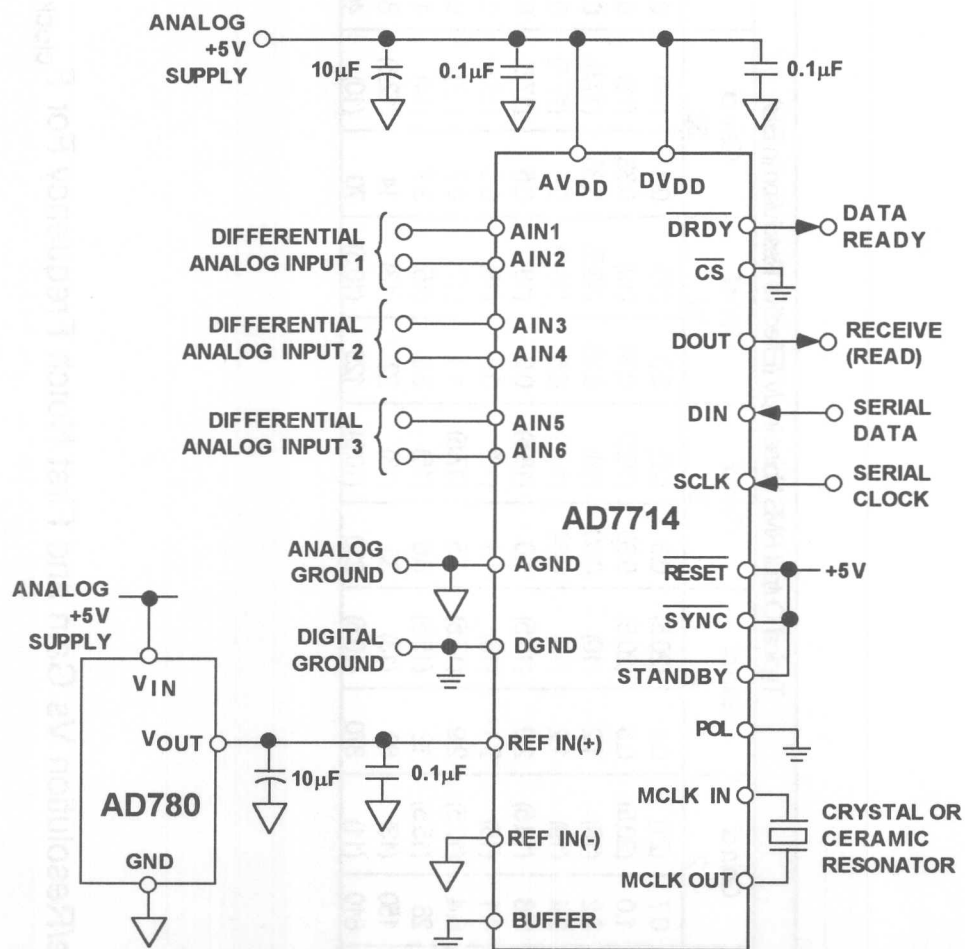 ANALOG
+5V
SUPPLY
10µF
0.1µF
0.1µF
AVDD
DVDD
DIFFERENTIAL
ANALOG INPUT 1
AIN1
AIN2
DRDY
DATA
READY
CS
DIFFERENTIAL
ANALOG INPUT 2
AIN3
AIN4
DOUT
RECEIVE
(READ)
DIFFERENTIAL
ANALOG INPUT 3
AIN5
AIN6
DIN
SERIAL
DATA
SCLK
SERIAL
CLOCK
AD7714
ANALOG
GROUND
AGND
RESET
+5V
SYNC
DIGITAL
GROUND
DGND
STANDBY
ANALOG
+5V
SUPPLY
VIN
VOUT
10µF
0.1µF
REF IN(+)
POL
AD780
GND
REF IN(-)
MCLK IN
CRYSTAL OR
CERAMIC
RESONATOR
MCLK OUT
BUFFER